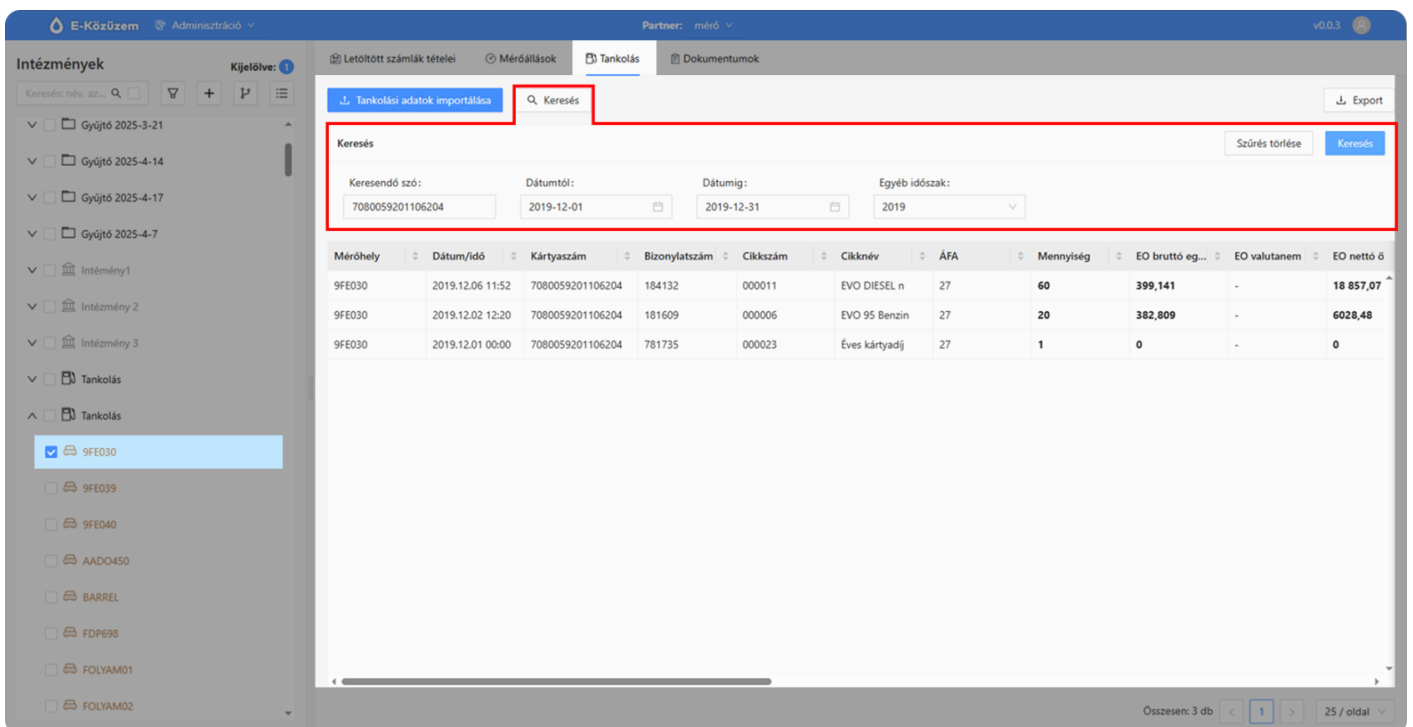 E-Közüzem Adminisztráció Partner: mérő v0.0.3
Intézmények Kijelölve: 1
Keresés: név, az...
Gyűjtő 2025-3-21
Gyűjtő 2025-4-14
Gyűjtő 2025-4-17
Gyűjtő 2025-4-7
Intémény1
Intézmény 2
Intézmény 3
Tankolás
Tankolás
9FE030
9FE039
9FE040
AADO450
BARREL
FDP698
FOLYAM01
FOLYAM02
Letöltött számlák tételei Mérőállások Tankolás Dokumentumok
Tankolási adatok importálása Keresés Export
Keresés Szűrés törlése Keresés
Keresendő szó: Dátumtól: Dátumig: Egyéb időszak:
7080059201106204 2019-12-01 2019-12-31 2019
Mérőhely Dátum/idő Kártyaszám Bizonylatszám Cikkszám Cikknév ÁFA Mennyiség EO bruttó eg... EO valutanem EO nettó ö
9FE030 2019.12.06 11:52 7080059201106204 184132 000011 EVO DIESEL n 27 60 399,141 - 18 857,07
9FE030 2019.12.02 12:20 7080059201106204 181609 000006 EVO 95 Benzin 27 20 382,809 - 6028,48
9FE030 2019.12.01 00:00 7080059201106204 781735 000023 Éves kártyadíj 27 1 0 - 0
Összesen: 3 db < 1 > 25 / oldal